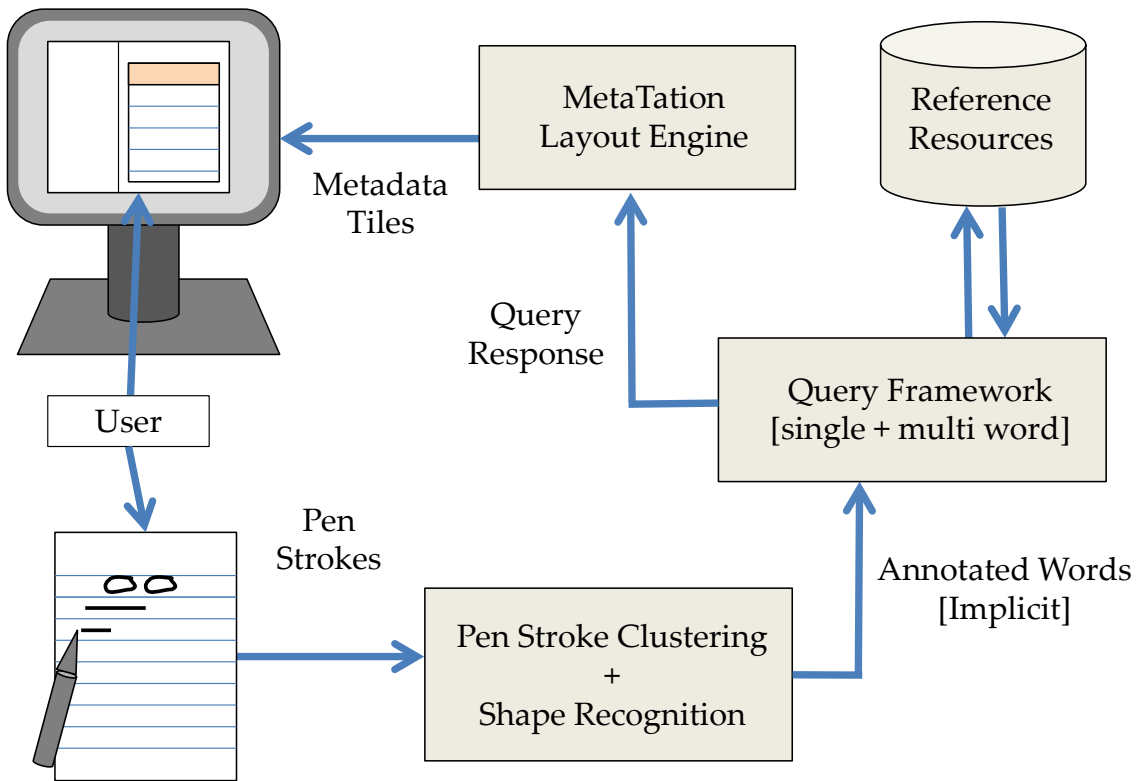 MetaTation
Layout Engine
Reference
Resources
Metadata
Tiles
Query
Response
Query Framework
[single + multi word]
User
Pen
Strokes
Annotated Words
[Implicit]
Pen Stroke Clustering
+
Shape Recognition